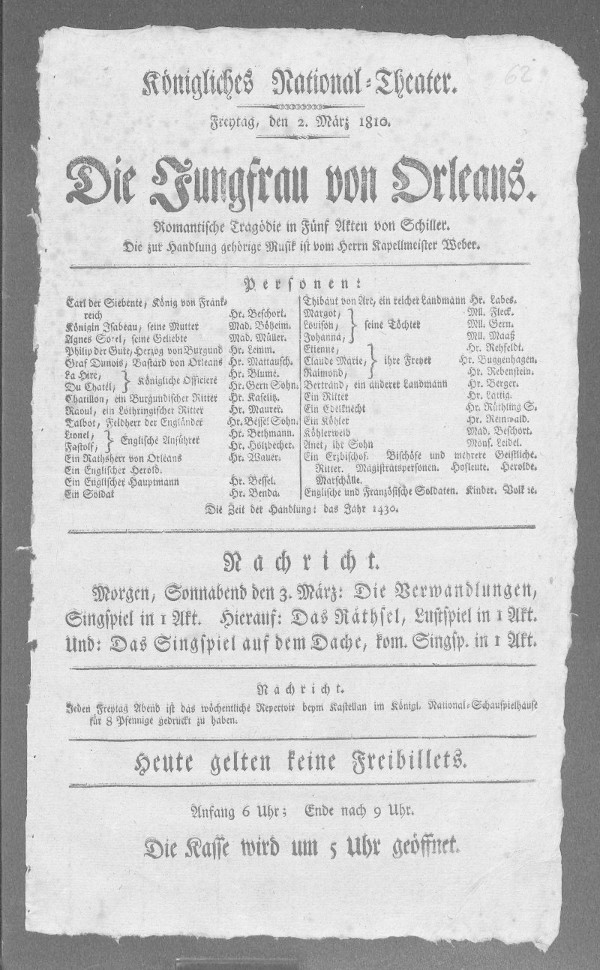 62
Königliches National-Theater.
Freytag, den 2. März 1810.
Die Jungfrau von Orleans.
Romantische Tragödie in Fünf Akten von Schiller.
Die zur Handlung gehörige Musik ist vom Herrn Kapellmeister Weber.
Personen:
Carl der Siebente, König von Frank-
reich Hr. Beschort.
Königin Isabeau, seine Mutter Mad. Böheim.
Agnes Sorel, seine Geliebte Mad. Müller.
Philip der Gute, Herzog von Burgund Hr. Lemm.
Graf Dunois, Bastard von Orleans Hr. Mattausch.
La Hire, } Königliche Officiere Hr. Blume.
Du Chatel, } Hr. Gern Sohn.
Chatillon, ein Burgundischer Ritter Hr. Kaselitz.
Raoul, ein Lothringischer Ritter Hr. Maurer.
Talbot, Feldherr der Engländer Hr. Bessel Sohn.
Lionel, } Englische Anführer Hr. Bethmann.
Fastolf, } Hr. Holzbecher.
Ein Rathsherr von Orleans Hr. Wauer.
Ein Englischer Herold.
Ein Englischer Hauptmann Hr. Bessel.
Ein Soldat Hr. Benda.
Thibaut von Arc, ein reicher Landmann Hr. Labes.
Margot, } Mll. Fleck.
Louison, } seine Töchter Mll. Gern.
Johanna, } Mll. Maaß
Etienne, } Hr. Rehfeldt.
Claude Marie, } ihre Freyer Hr. Buggenhagen.
Raimond, } Hr. Rebenstein.
Bertrand, ein anderer Landmann Hr. Berger.
Ein Ritter Hr. Lattig.
Ein Edelknecht Hr. Rüthling S.
Ein Köhler Hr. Reinwald.
Köhlerweib Mad. Beschort.
Anet, ihr Sohn Monf. Leidel.
Ein Erzbischof. Bischöfe und mehrere Geistliche.
Ritter. Magistratspersonen. Hofleute. Herolde.
Marschälle.
Englische und Französische Soldaten. Kinder. Volk ꝛc.
Die Zeit der Handlung: das Jahr 1430.
Nachricht.
Morgen, Sonnabend den 3. März: Die Verwandlungen,
Singspiel in 1 Akt. Hierauf: Das Räthsel, Lustspiel in 1 Akt.
Und: Das Singspiel auf dem Dache, kom. Singsp. in 1 Akt.
Nachricht.
Jeden Freytag Abend ist das wöchentliche Repertoir beym Kastellan im Königl. National-Schauspielhause
für 8 Pfennige gedruckt zu haben.
Heute gelten keine Freibillets.
Anfang 6 Uhr; Ende nach 9 Uhr.
Die Kasse wird um 5 Uhr geöffnet.